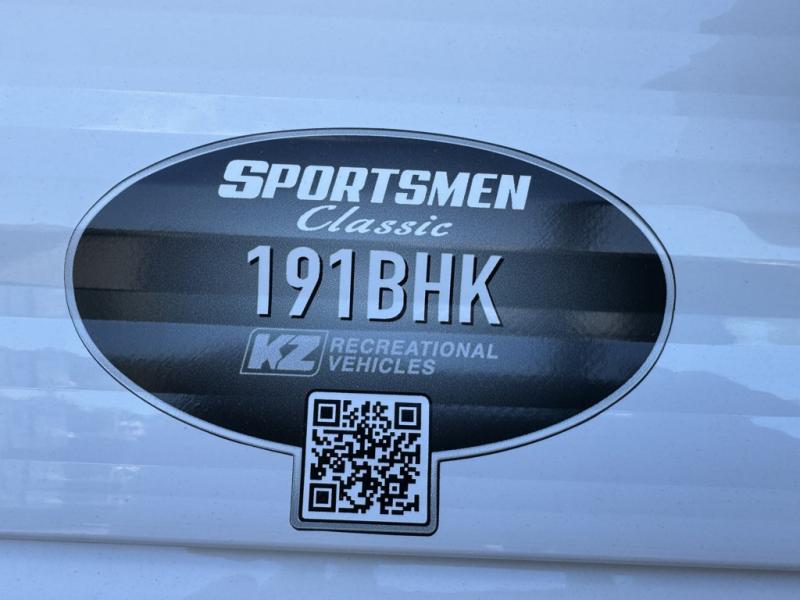 SPORTSMEN
Classic
191BHK
KZ RECREATIONAL
VEHICLES